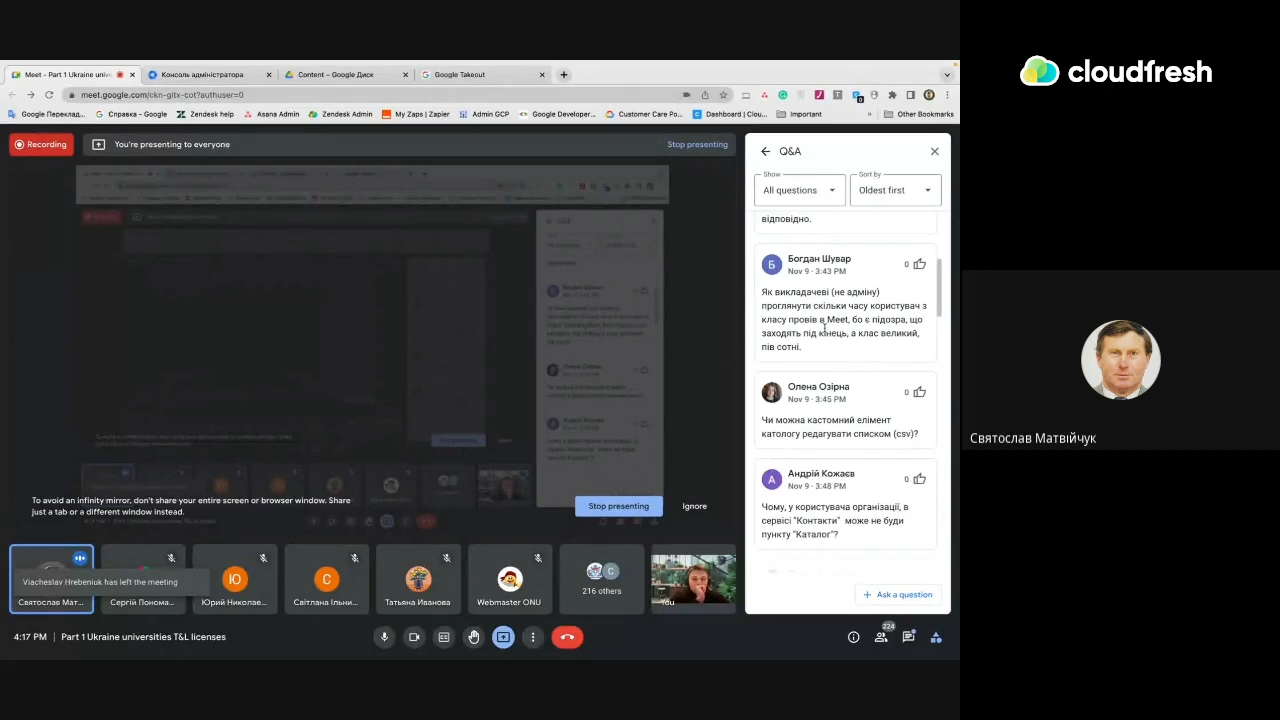 Meet - Part 1 Ukraine univ
Консоль адміністратора
Content – Google Диск
Google Takeout
meet.google.com/ckn-gitx-cot?authuser=0
Google Переклад...
Справка - Google
Zendesk help
Asana Admin
Zendesk Admin
My Zaps | Zapier
Admin GCP
Google Developer...
Customer Care Po...
Dashboard | Clou...
Important
»
Other Bookmarks
Recording
You're presenting to everyone
Stop presenting
Q&A
Show
All questions
Sort by
Oldest first
відповідно.
Б
Богдан Шувар
Nov 9 · 3:43 PM
0
Як викладачеві (не адміну)
проглянути скільки часу користувач з
класу провів в Meet, бо є підозра, що
заходять під кінець, а клас великий,
пів сотні.
Олена Озірна
Nov 9 · 3:45 PM
0
Чи можна кастомний елімент
катологу редагувати списком (csv)?
А
Андрій Кожаєв
Nov 9 · 3:48 PM
0
Чому, у користувача організації, в
сервісі "Контакти" може не буди
пункту "Каталог"?
Ask a question
To avoid an infinity mirror, don't share your entire screen or browser window. Share
just a tab or a different window instead.
Stop presenting
Ignore
Viacheslav Hrebeniuk has left the meeting
Святослав Мат...
Сергій Понома...
Ю
Юрий Николае...
С
Світлана Ільни...
Татьяна Иванова
Webmaster ONU
С
216 others
You
4:17 PM | Part 1 Ukraine universities T&L licenses
224
cloudfresh
Святослав Матвійчук